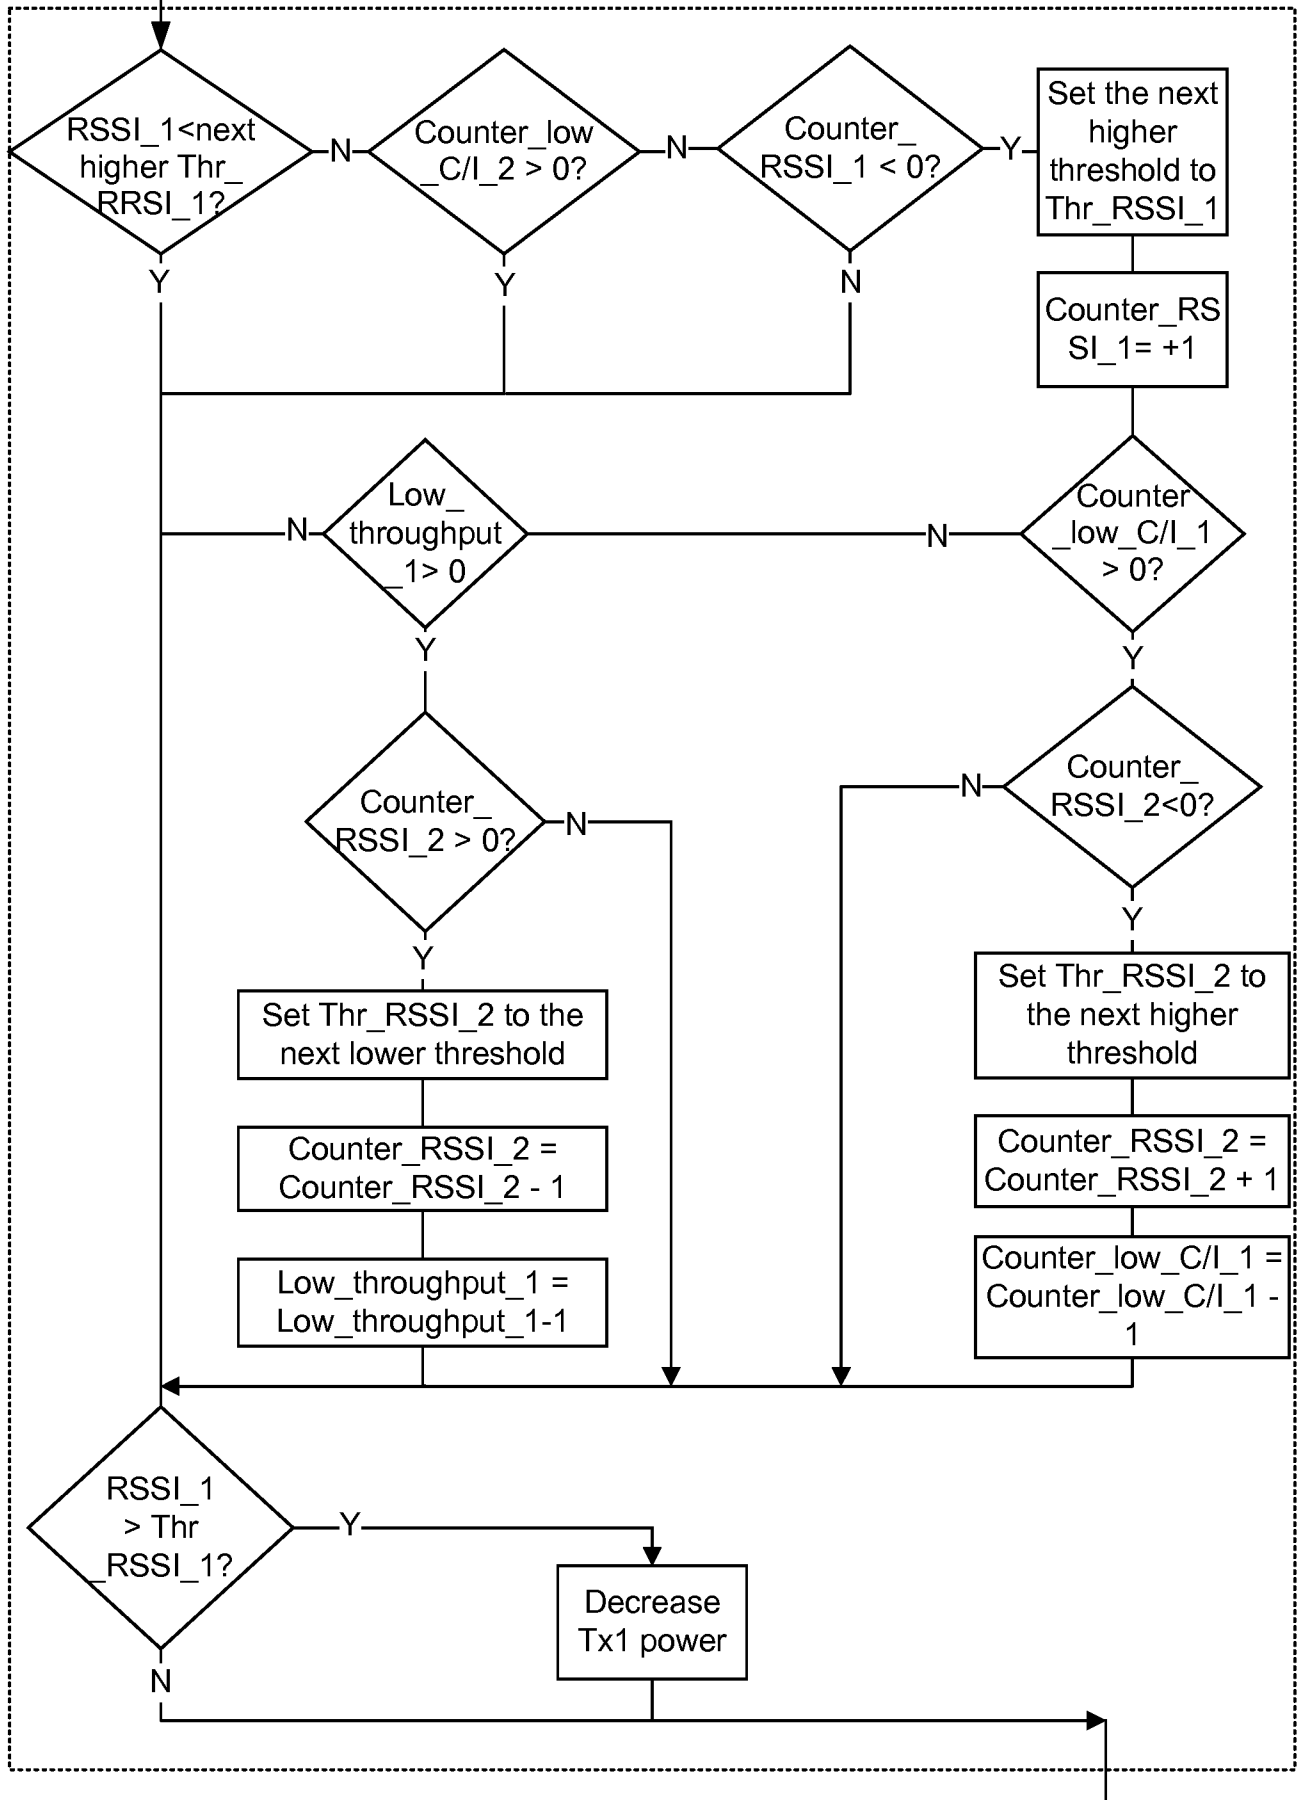 RSSI_1<next
higher Thr_
RRSI_1?
N
Counter_low
_C/I_2 > 0?
N
Counter_
RSSI_1 < 0?
Y
Set the next
higher
threshold to
Thr_RSSI_1
Y
Y
N
Counter_RS
SI_1= +1
N
Low_
throughput
_1> 0
N
Counter
_low_C/I_1
> 0?
Y
Y
Counter_
RSSI_2 > 0?
N
N
Counter_
RSSI_2<0?
Y
Y
Set Thr_RSSI_2 to the
next lower threshold
Set Thr_RSSI_2 to
the next higher
threshold
Counter_RSSI_2 =
Counter_RSSI_2 - 1
Counter_RSSI_2 =
Counter_RSSI_2 + 1
Low_throughput_1 =
Low_throughput_1-1
Counter_low_C/I_1 =
Counter_low_C/I_1 -
1
RSSI_1
> Thr
_RSSI_1?
Y
Decrease
Tx1 power
N